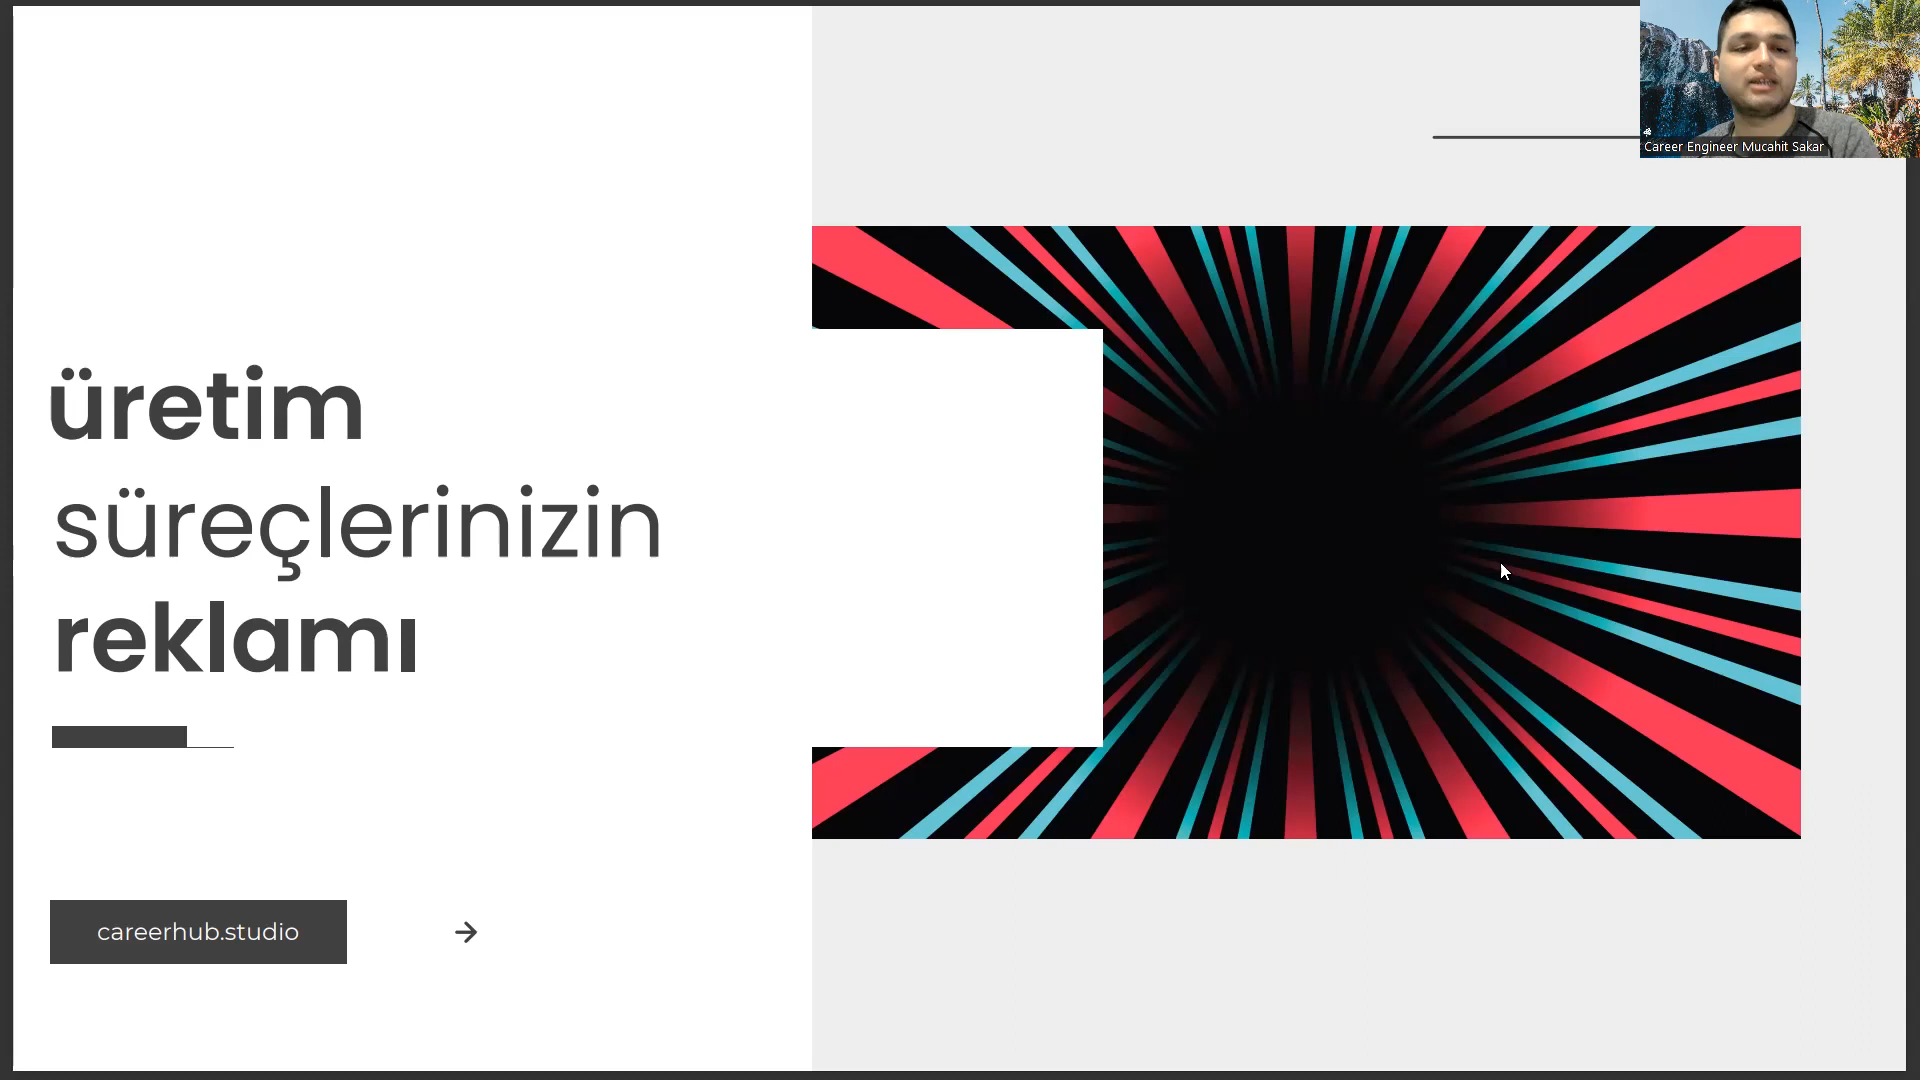 Career Engineer Mucahit Sakar
üretim
süreçlerinizin
reklamı
careerhub.studio